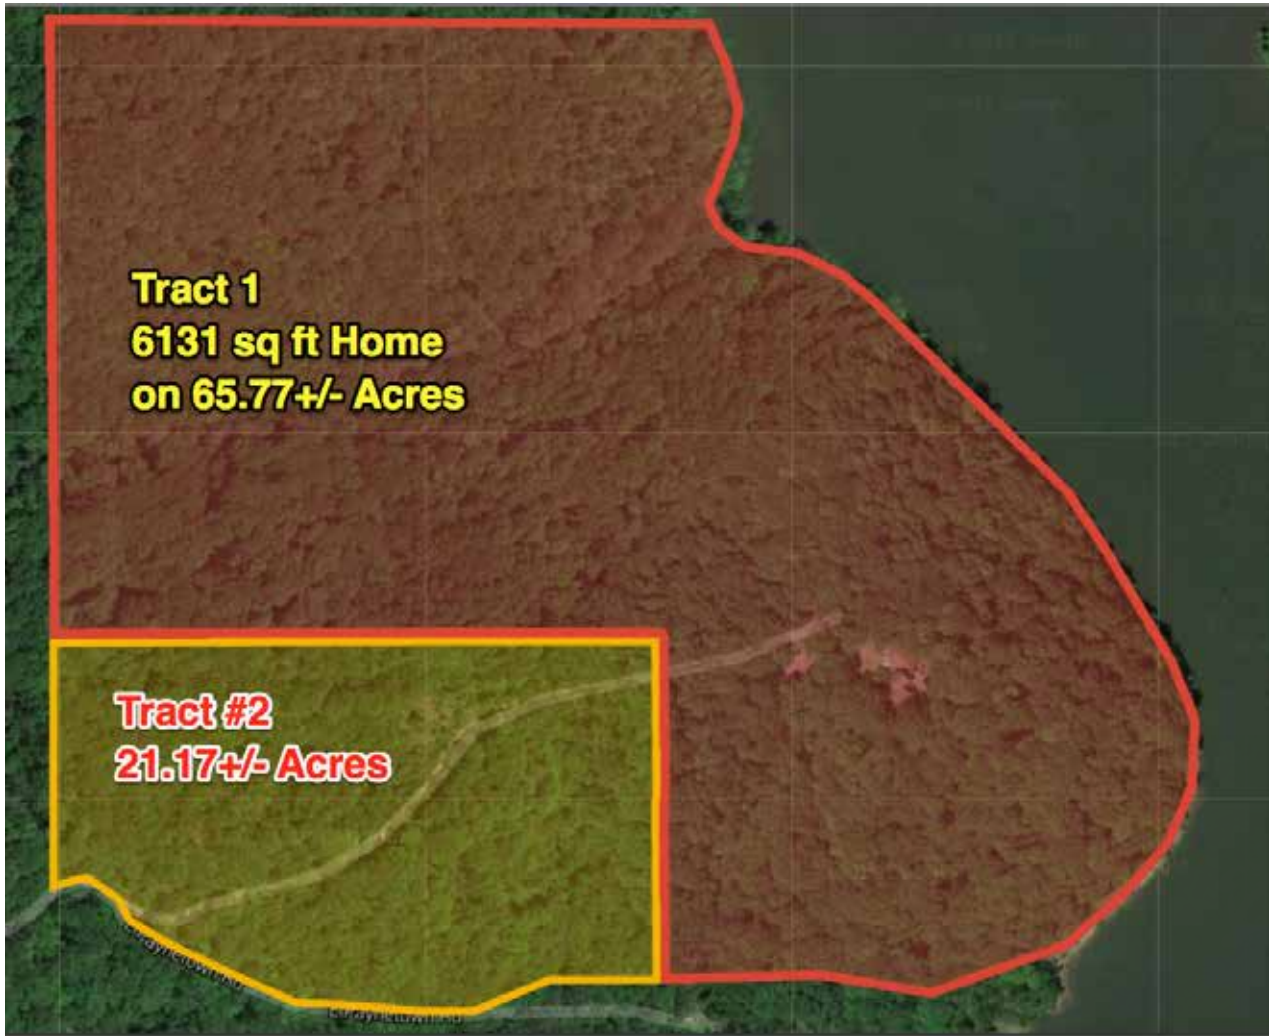 Tract 1
6131 sq ft Home
on 65.77+/- Acres
Tract #2
21.17+/- Acres